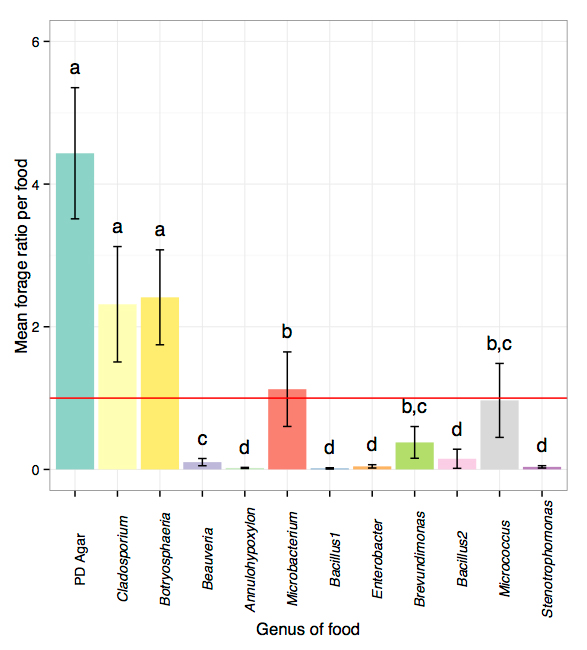 6
4
2
0
Mean forage ratio per food
a
a
a
c
d
b
d
d
b,c
d
b,c
d
PD Agar
Cladosporium
Botryosphaeria
Beauveria
Annulohypoxylon
Microbacterium
Bacillus1
Enterobacter
Brevundimonas
Bacillus2
Micrococcus
Stenotrophomonas
Genus of food